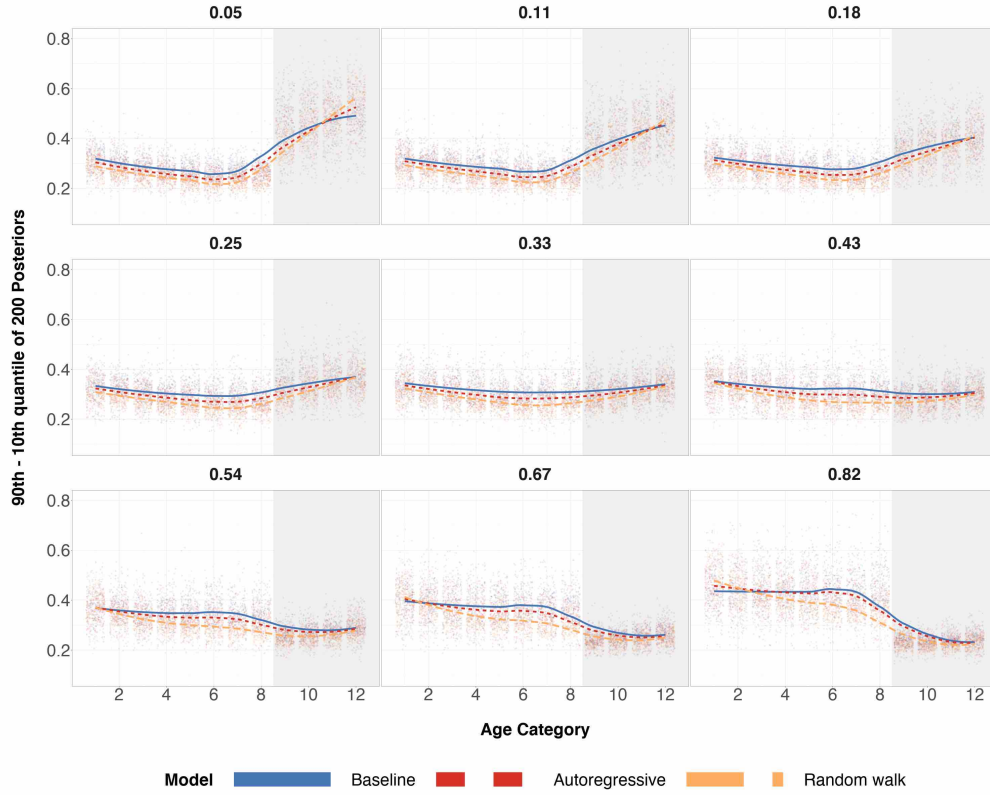 0.05 0.11 0.18
0.8
0.6
0.4
0.2
0.25 0.33 0.43
0.8
0.6
0.4
0.2
0.54 0.67 0.82
0.8
0.6
0.4
0.2
2 4 6 8 10 12 2 4 6 8 10 12 2 4 6 8 10 12
90th - 10th quantile of 200 Posteriors
Age Category
Model Baseline Autoregressive Random walk